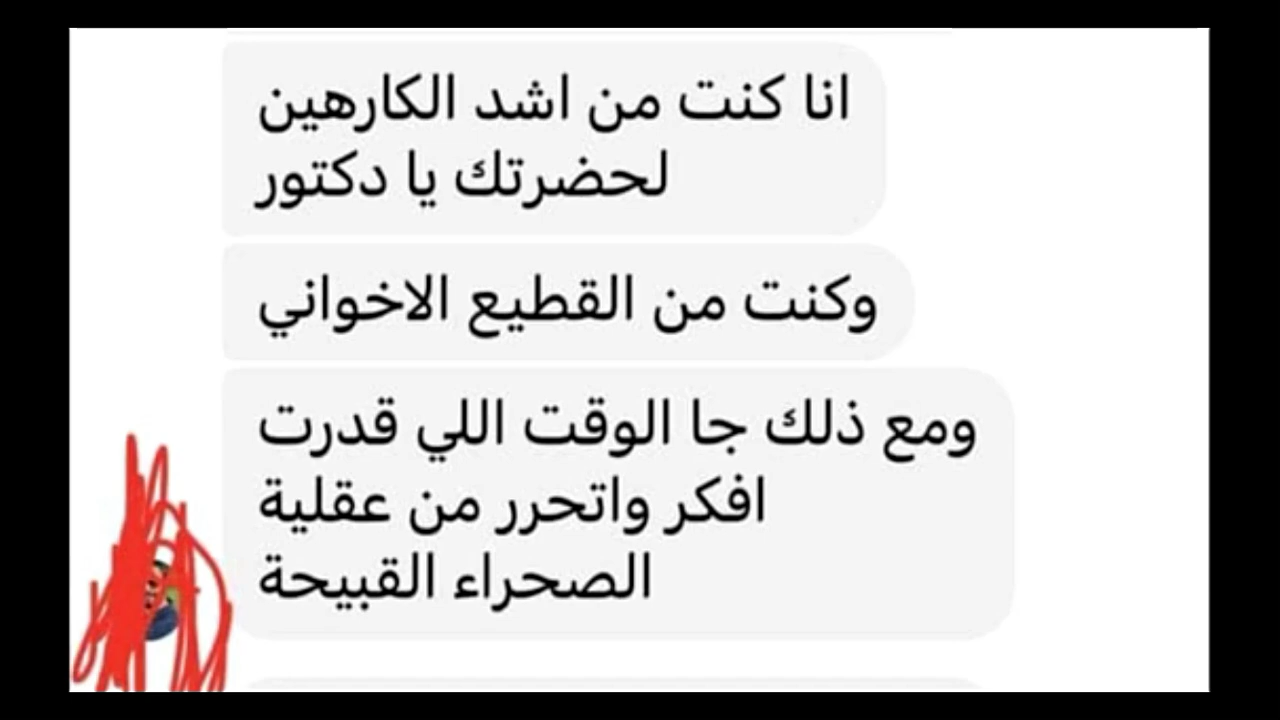 انا كنت من اشد الكارهين
لحضرتك يا دكتور
وكنت من القطيع الاخواني
ومع ذلك جا الوقت اللي قدرت
افكر واتحرر من عقلية
الصحراء القبيحة